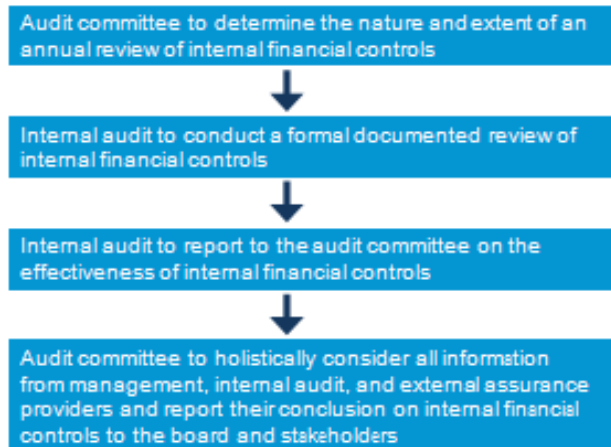 Audit committee to determine the nature and extent of an
annual review of internal financial controls
Internal audit to conduct a formal documented review of
internal financial controls
Internal audit to report to the audit committee on the
effectiveness of internal financial controls
Audit committee to holistically consider all information
from management, internal audit, and external assurance
providers and report their conclusion on internal financial
controls to the board and stakeholders